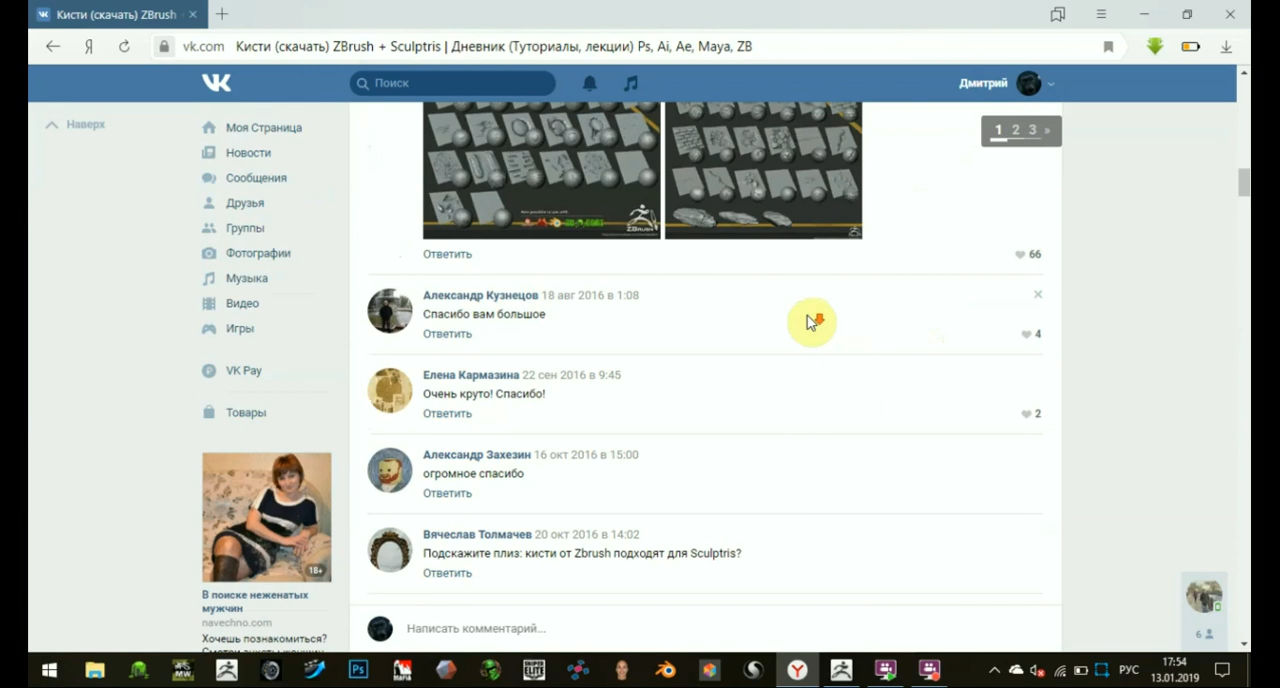 Кисти (скачать) ZBrush
vk.com Кисти (скачать) ZBrush + Sculptris | Дневник (Туториалы, лекции) Ps, Ai, Ae, Maya, ZB
Поиск
Дмитрий
Наверх
Моя Страница
Новости
Сообщения
Друзья
Группы
Фотографии
Музыка
Видео
Игры
VK Pay
Товары
18+
В поиске неженатых
мужчин
navechno.com
Хочешь познакомиться?
1 2 3 »
ZBRUSH
Ответить
66
Александр Кузнецов 18 авг 2016 в 1:08
Спасибо вам большое
Ответить
4
Елена Кармазина 22 сен 2016 в 9:45
Очень круто! Спасибо!
Ответить
2
Александр Захезин 16 окт 2016 в 15:00
огромное спасибо
Ответить
Вячеслав Толмачев 20 окт 2016 в 14:02
Подскажите плиз: кисти от Zbrush подходят для Sculptris?
Ответить
Написать комментарий...
6
Ps
MAFIA
РУС
17:54
13.01.2019